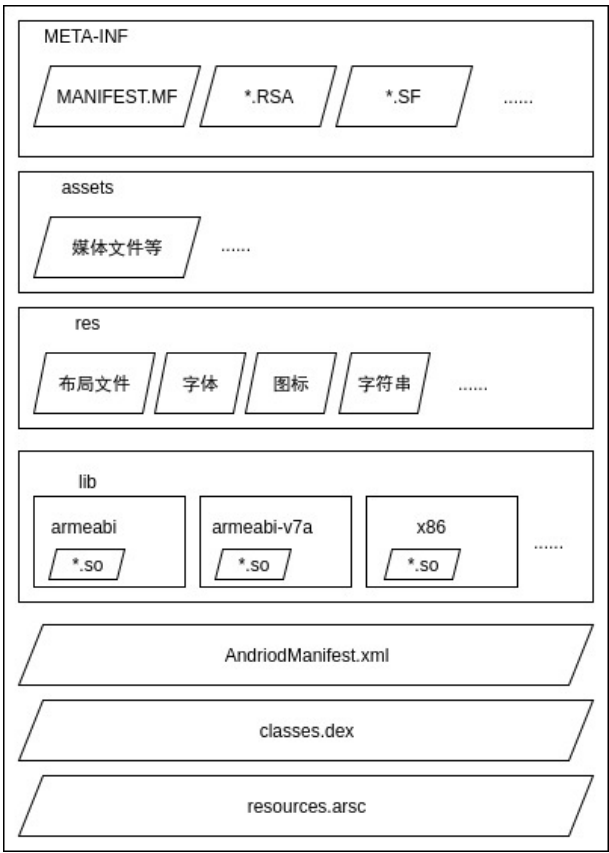 META-INF
MANIFEST.MF *.RSA *.SF ......
assets
媒体文件等 ......
res
布局文件 字体 图标 字符串 ......
lib
armeabi armeabi-v7a x86
*.so *.so *.so ......
AndriodManifest.xml
classes.dex
resources.arsc